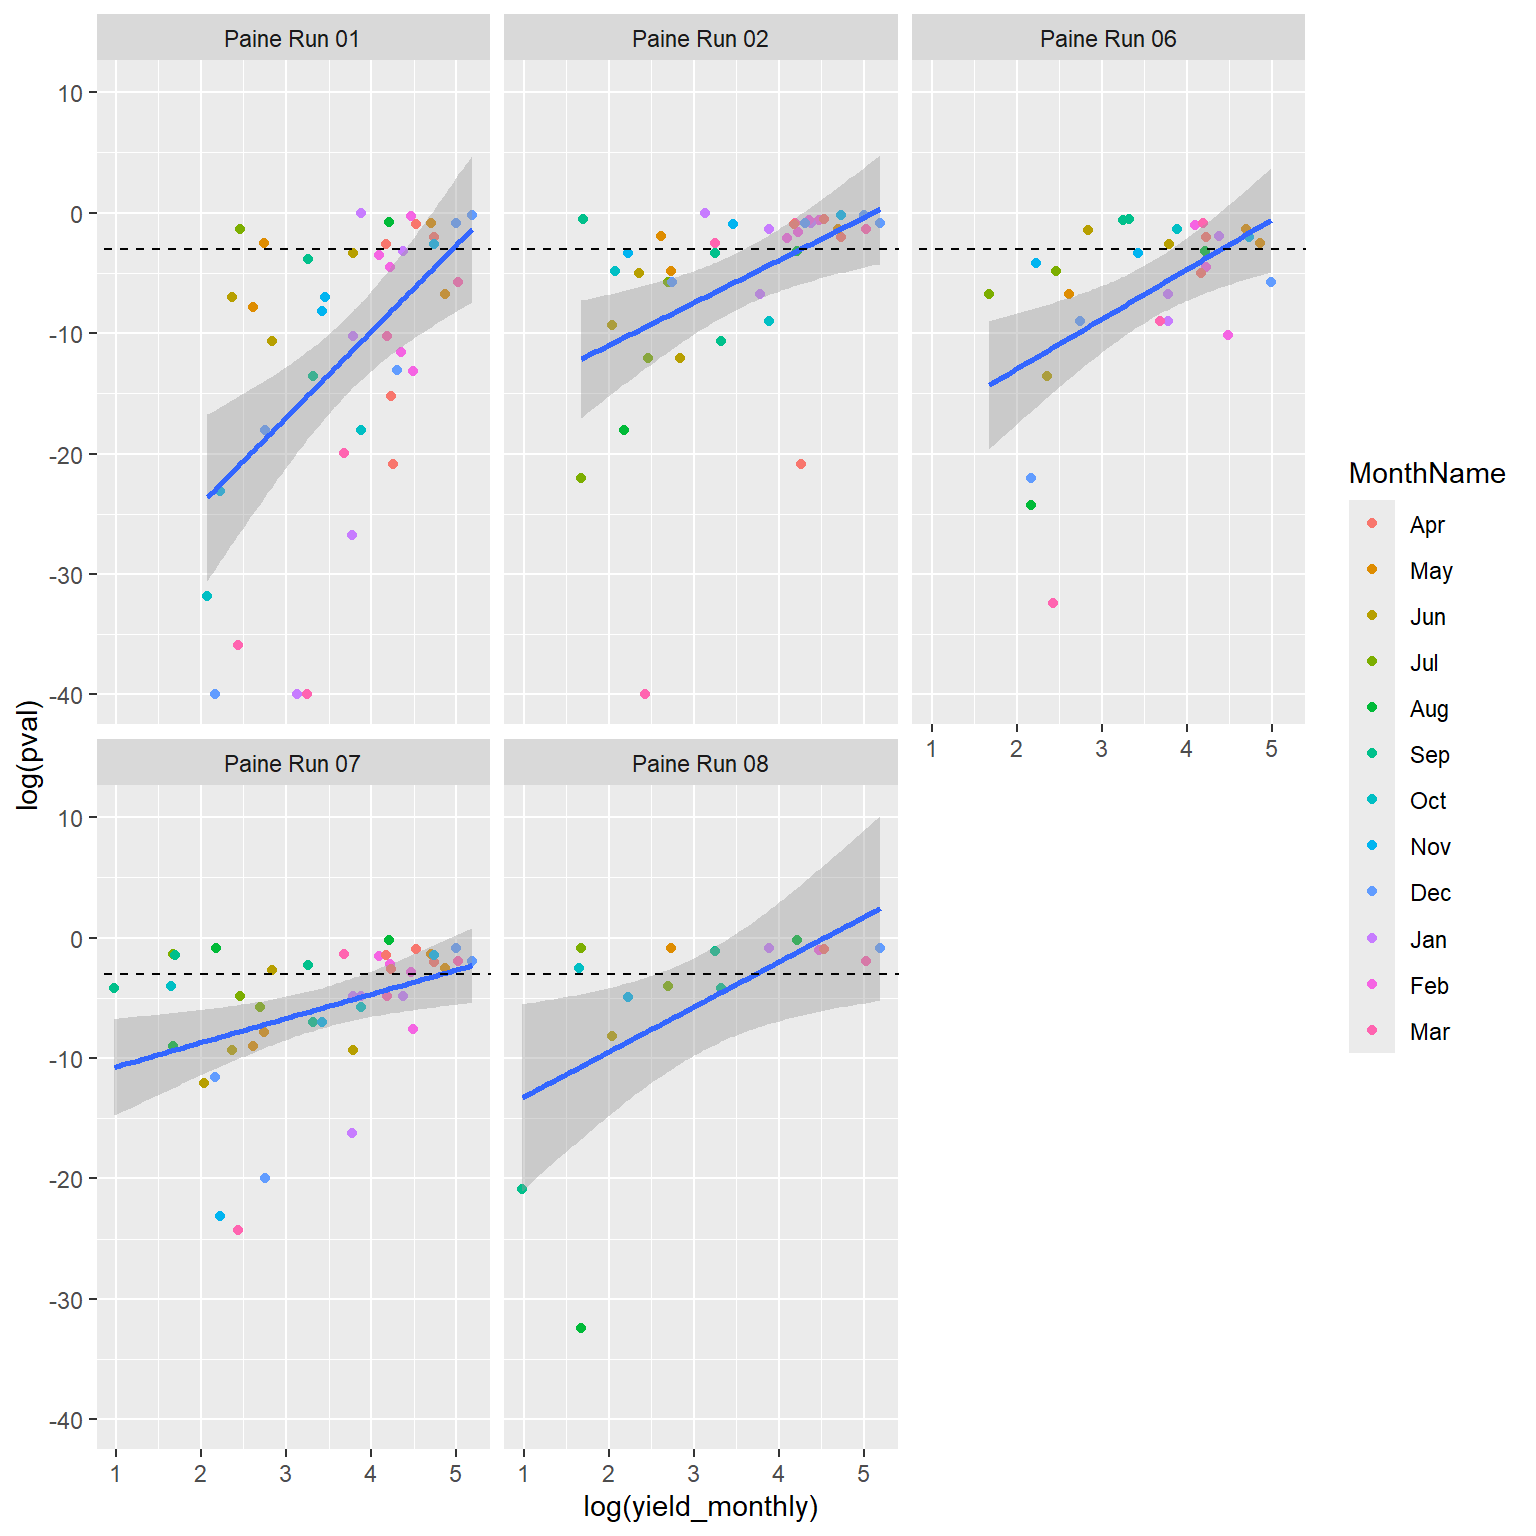 Paine Run 01
Paine Run 02
Paine Run 06
10
0
-10
-20
-30
-40
1
2
3
4
5
Paine Run 07
Paine Run 08
10
0
-10
-20
-30
-40
1
2
3
4
5
1
2
3
4
5
log(yield_monthly)
log(pval)
MonthName
Apr
May
Jun
Jul
Aug
Sep
Oct
Nov
Dec
Jan
Feb
Mar